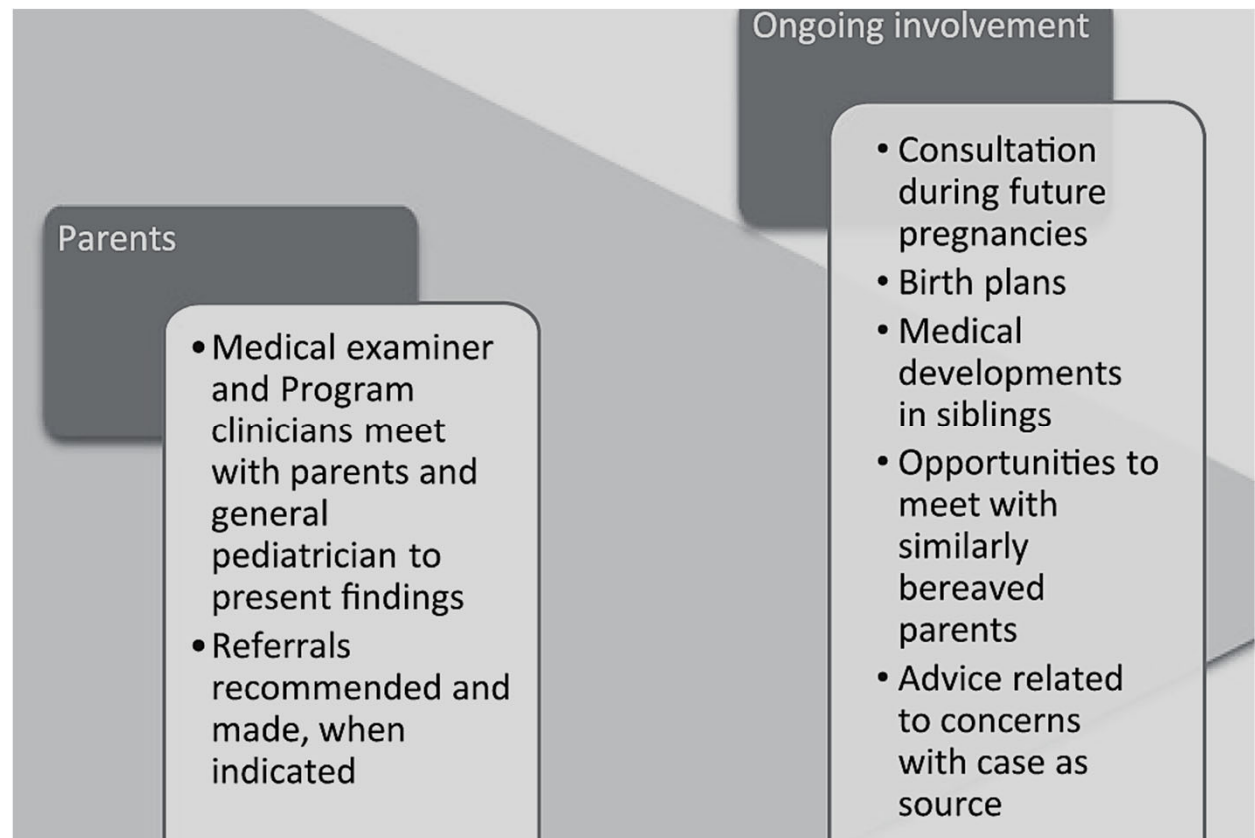 Parents
• Medical examiner
and Program
clinicians meet
with parents and
general
pediatrician to
present findings
• Referrals
recommended and
made, when
indicated
Ongoing involvement
• Consultation
during future
pregnancies
• Birth plans
• Medical
developments
in siblings
• Opportunities to
meet with
similarly
bereaved
parents
• Advice related
to concerns
with case as
source